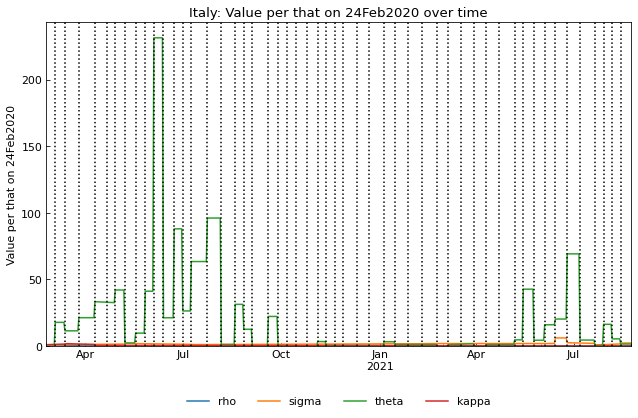 Italy: Value per that on 24Feb2020 over time
Value per that on 24Feb2020
200
150
100
50
0
Apr Jul Oct Jan Apr Jul
2021
rho sigma theta kappa